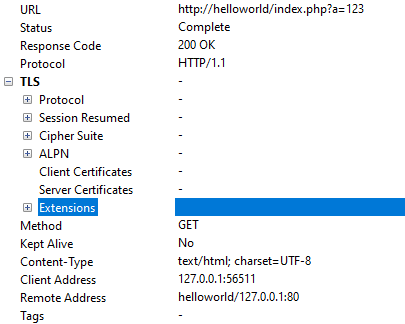 URL http://helloworld/index.php?a=123
Status Complete
Response Code 200 OK
Protocol HTTP/1.1
TLS -
Protocol -
Session Resumed -
Cipher Suite -
ALPN -
Client Certificates -
Server Certificates -
Extensions
Method GET
Kept Alive No
Content-Type text/html; charset=UTF-8
Client Address 127.0.0.1:56511
Remote Address helloworld/127.0.0.1:80
Tags -